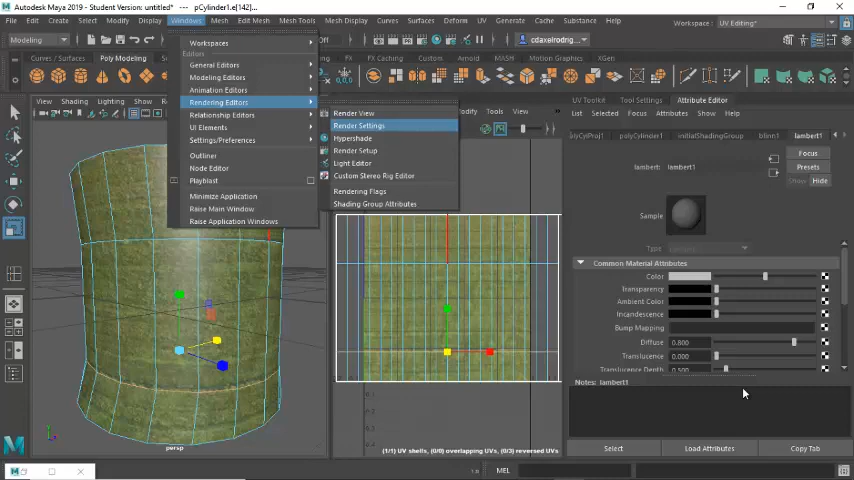 Autodesk Maya 2019 - Student Version: untitled* --- pCylinder1.e[142]...
File Edit Create Select Modify Display Windows Mesh Edit Mesh Mesh Tools Mesh Display Curves Surfaces Deform UV Generate Cache Substance Arnold Help
Workspace : UV Editing*
Modeling
Off
cdaxelrodrig...
Curves / Surfaces Poly Modeling
FX FX Caching Custom Arnold MASH Motion Graphics XGen
View Shading Lighting Show
Modify Tools View
UV Toolkit Tool Settings Attribute Editor
List Selected Focus Attributes Show Help
polyCylinder1 initialShadingGroup blinn1 lambert1
lambert: lambert1
Focus
Presets
Show Hide
Sample
Type
Common Material Attributes
Color
Transparency
Ambient Color
Incandescence
Bump Mapping
Diffuse 0.800
Translucence 0.000
Translucence Depth 0.500
Notes: lambert1
Select Load Attributes Copy Tab
Workspaces
Editors
General Editors
Modeling Editors
Animation Editors
Rendering Editors
Relationship Editors
UI Elements
Settings/Preferences
Outliner
Node Editor
Playblast
Minimize Application
Raise Main Window
Raise Application Windows
Render View
Render Settings
Hypershade
Render Setup
Light Editor
Custom Stereo Rig Editor
Rendering Flags
Shading Group Attributes
persp
(1/1) UV shells, (0/0) overlapping UVs, (0/3) reversed UVs
MEL